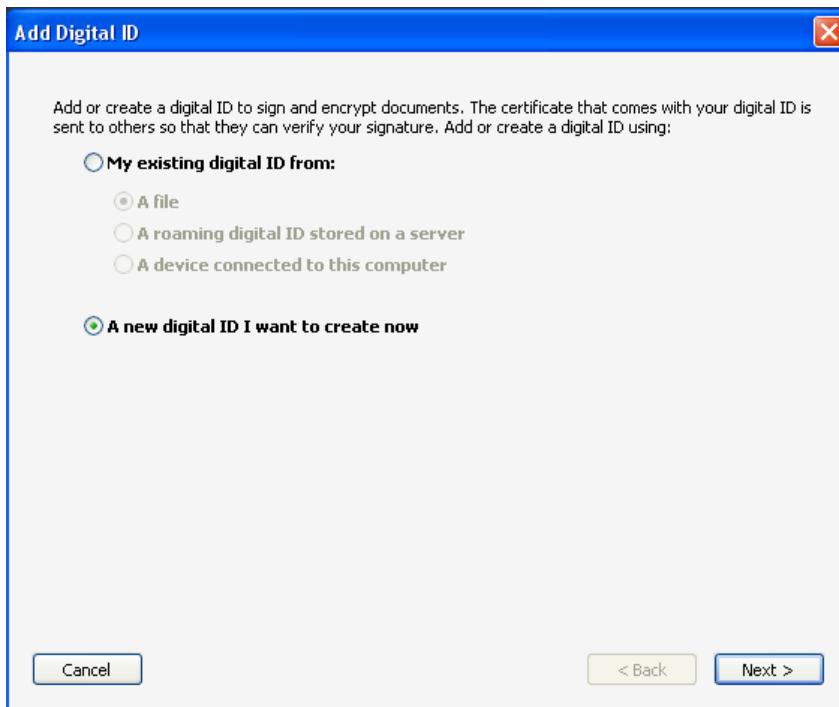 Add Digital ID
Add or create a digital ID to sign and encrypt documents. The certificate that comes with your digital ID is
sent to others so that they can verify your signature. Add or create a digital ID using:
My existing digital ID from:
A file
A roaming digital ID stored on a server
A device connected to this computer
A new digital ID I want to create now
Cancel
< Back
Next >